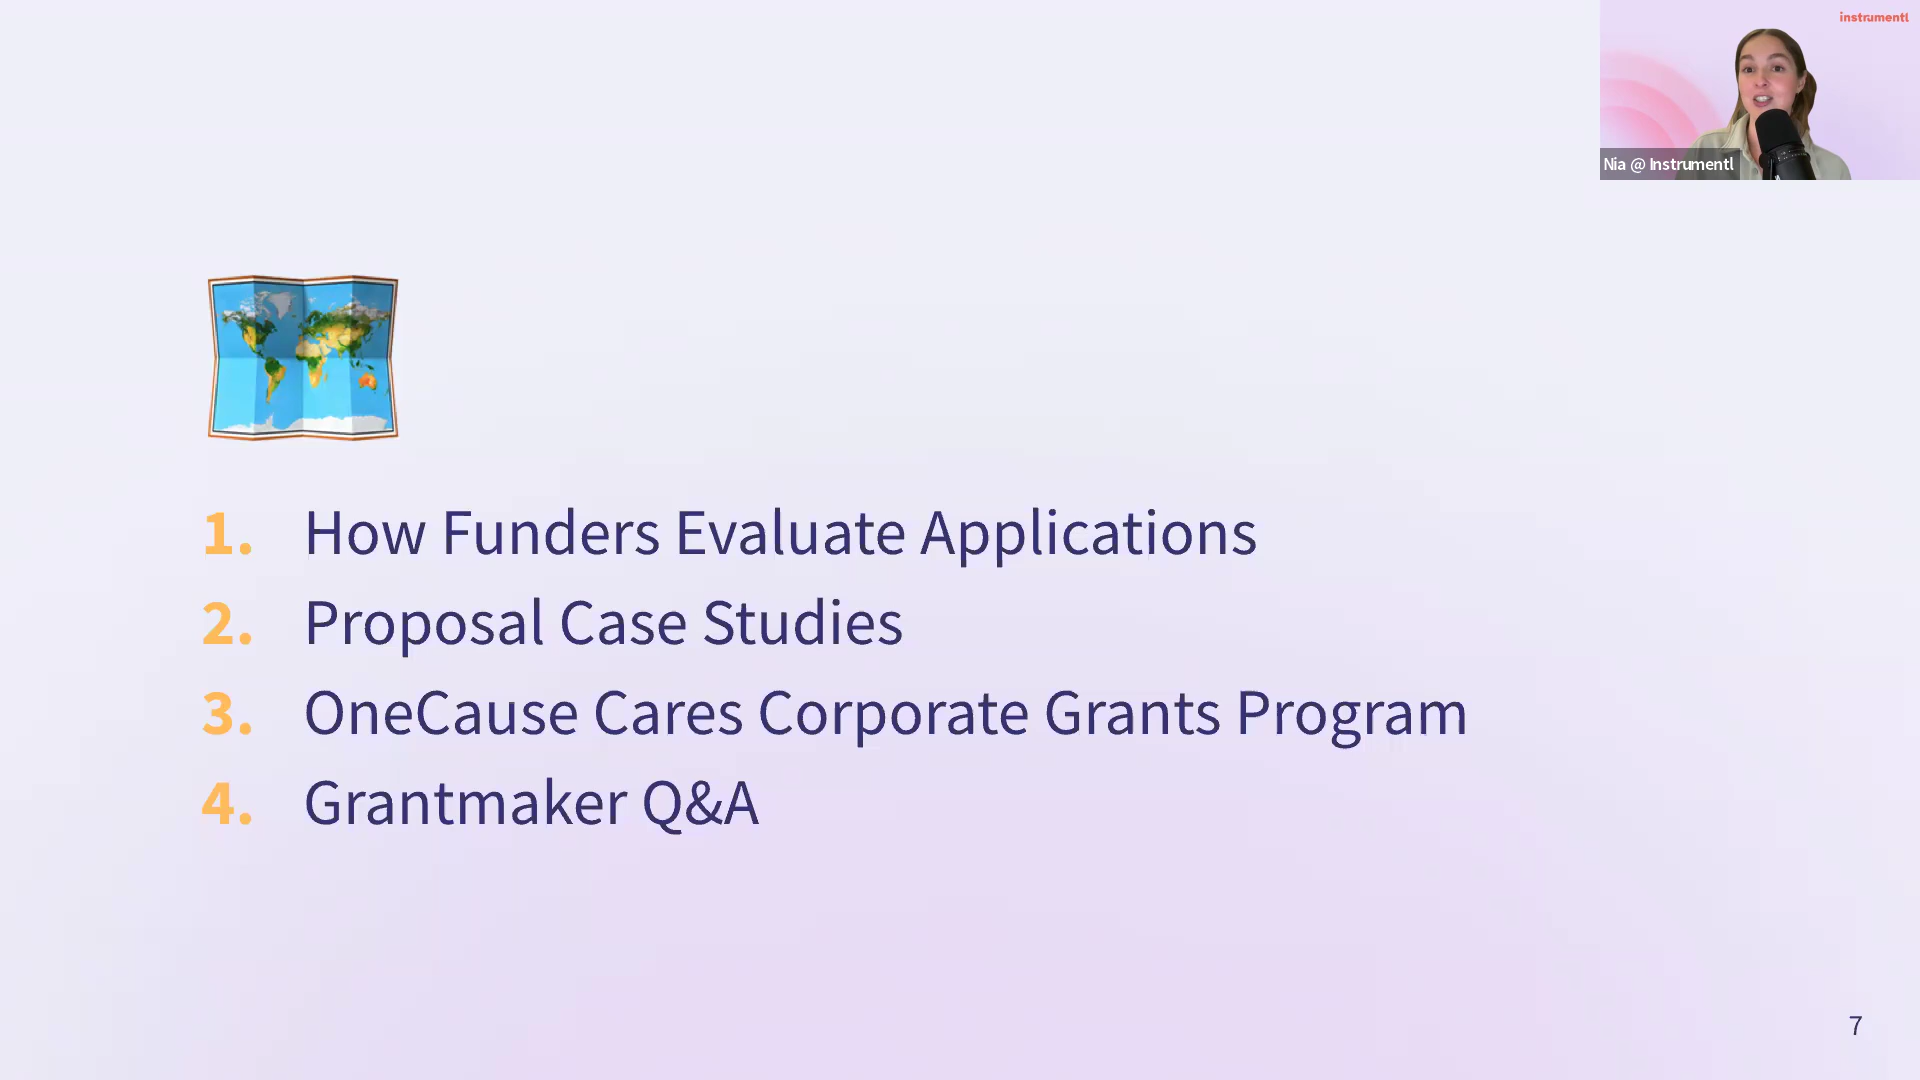 instrumentl
Nia @ Instrumentl
1. How Funders Evaluate Applications
2. Proposal Case Studies
3. OneCause Cares Corporate Grants Program
4. Grantmaker Q&A
7